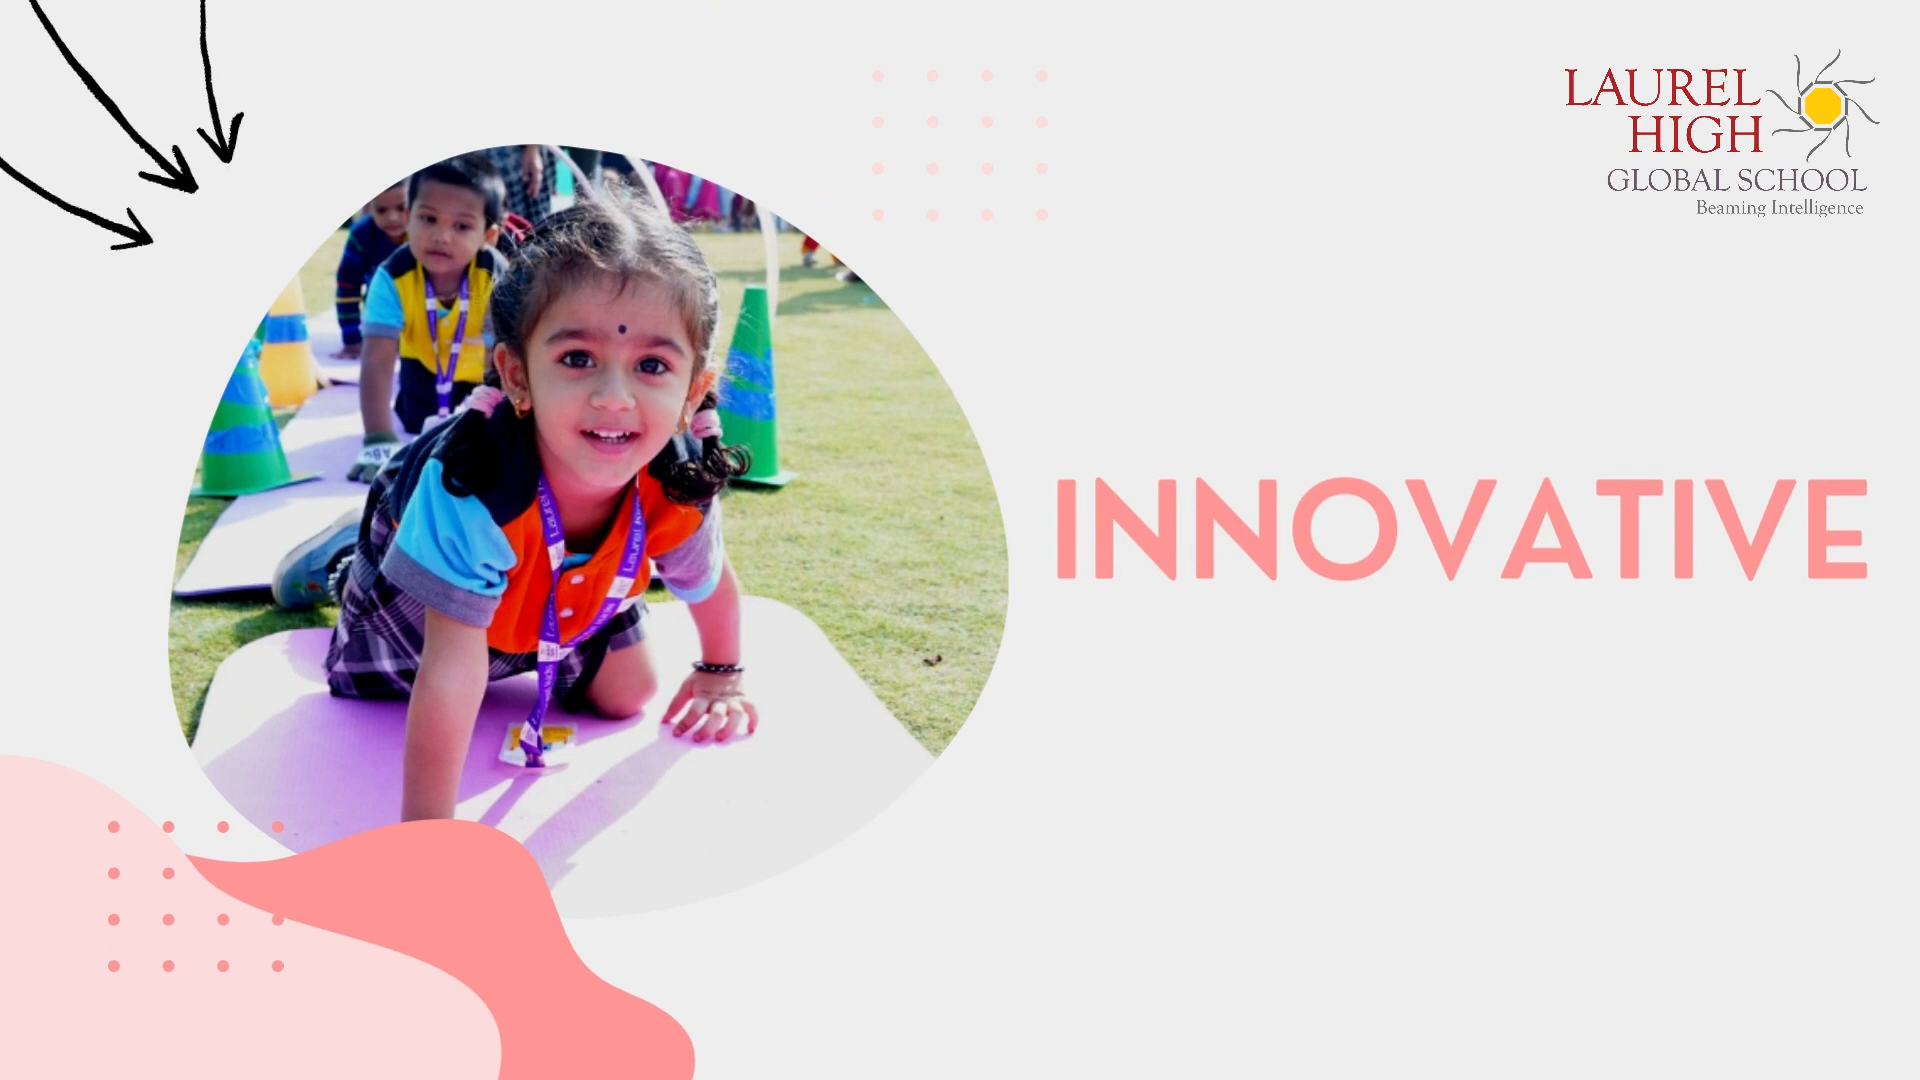 LAUREL
HIGH
GLOBAL SCHOOL
Beaming Intelligence
INNOVATIVE